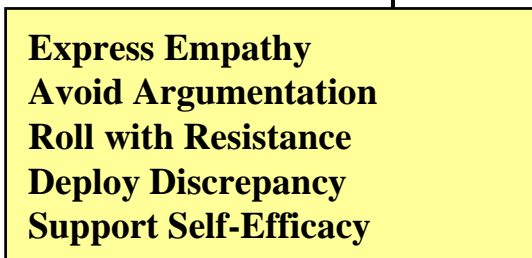 Express Empathy
Avoid Argumentation
Roll with Resistance
Deploy Discrepancy
Support Self-Efficacy